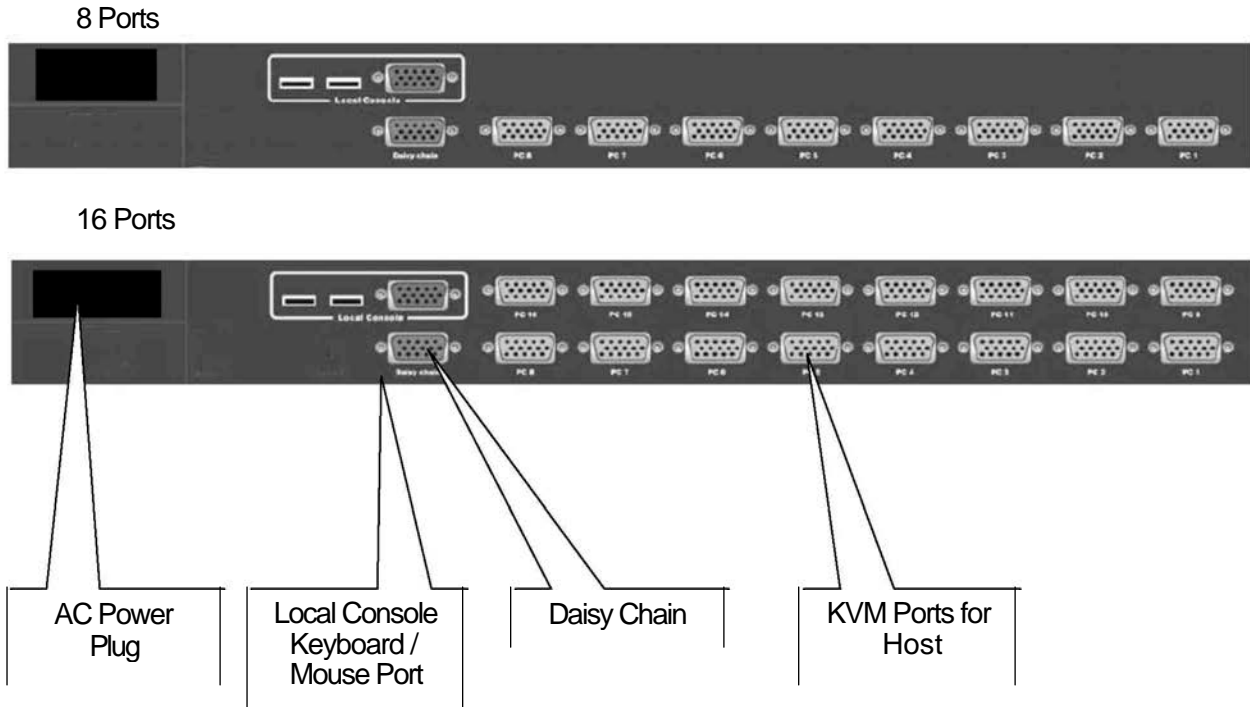 8 Ports
Local Console
Daisy chain
PC 8 PC 7 PC 6 PC 5 PC 4 PC 3 PC 2 PC 1
16 Ports
Local Console
PC 15 PC 14 PC 13 PC 12 PC 11 PC 10 PC 9
Daisy chain
PC 8 PC 7 PC 6 PC 4 PC 3 PC 2 PC 1
AC Power
Plug
Local Console
Keyboard /
Mouse Port
Daisy Chain
KVM Ports for
Host